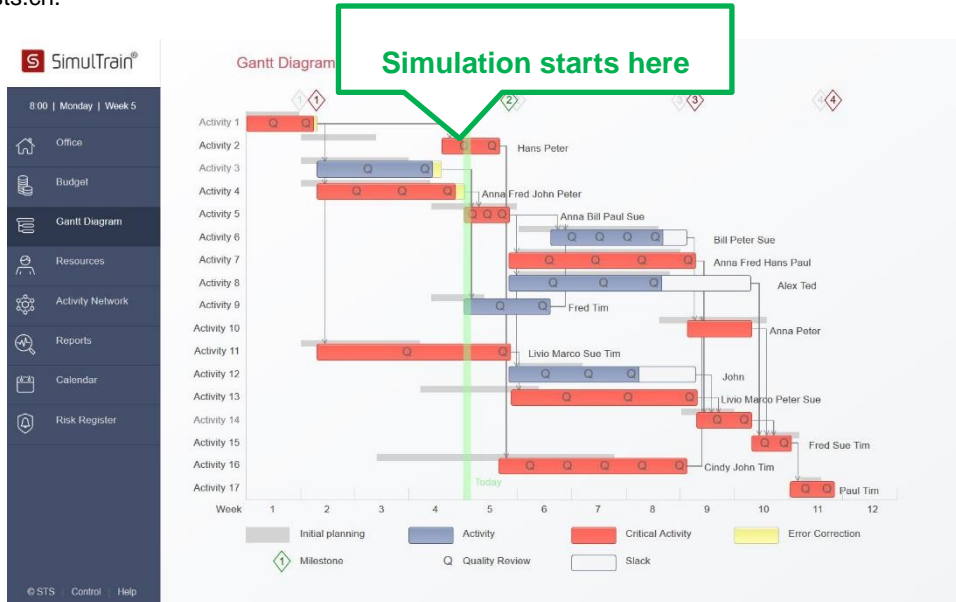 sts.ch.
SimulTrain®
Gantt Diagram
Simulation starts here
8:00 | Monday | Week 5
Office
Budget
Gantt Diagram
Resources
Activity Network
Reports
Calendar
Risk Register
1 1 2 3 3 4 4
Activity 1 Q Q
Activity 2 Q Q Hans Peter
Activity 3 Q Q
Activity 4 Q Q Q Anna Fred John Peter
Activity 5 Q Q Q Anna Bill Paul Sue
Activity 6 Q Q Q Q Bill Peter Sue
Activity 7 Q Q Q Q Anna Fred Hans Paul
Activity 8 Q Q Q Alex Ted
Activity 9 Q Q Fred Tim
Activity 10 Anna Peter
Activity 11 Q Q Livio Marco Sue Tim
Activity 12 Q Q Q John
Activity 13 Q Q Q Livio Marco Peter Sue
Activity 14 Q Q
Activity 15 Q Q Fred Sue Tim
Activity 16 Q Q Q Q Q Cindy John Tim
Today
Activity 17 Q Q Paul Tim
Week 1 2 3 4 5 6 7 8 9 10 11 12
Initial planning Activity Critical Activity Error Correction
1 Milestone Q Quality Review Slack
© STS | Control | Help